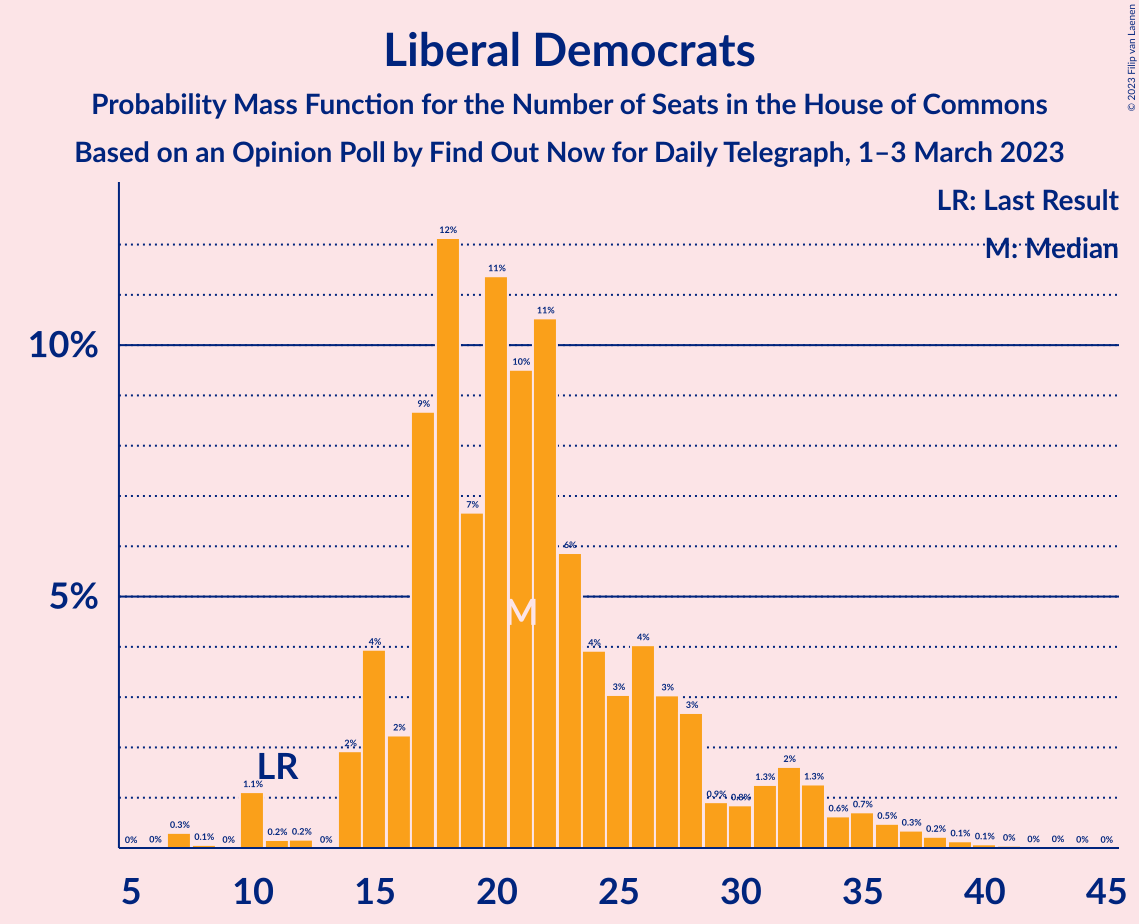 © 2023 Filip van Laenen
Liberal Democrats
Probability Mass Function for the Number of Seats in the House of Commons
Based on an Opinion Poll by Find Out Now for Daily Telegraph, 1–3 March 2023
LR: Last Result
M: Median
10%
5%
0% 0% 0.3% 0.1% 0% 1.1% 0.2% 0.2% 0% 2% 4% 2% 9% 12% 7% 11% 10% 11% 6% 4% 3% 4% 3% 3% 0.9% 0.8% 1.3% 2% 1.3% 0.6% 0.7% 0.5% 0.3% 0.2% 0.1% 0.1% 0% 0% 0% 0% 0%
LR
M
5 10 15 20 25 30 35 40 45